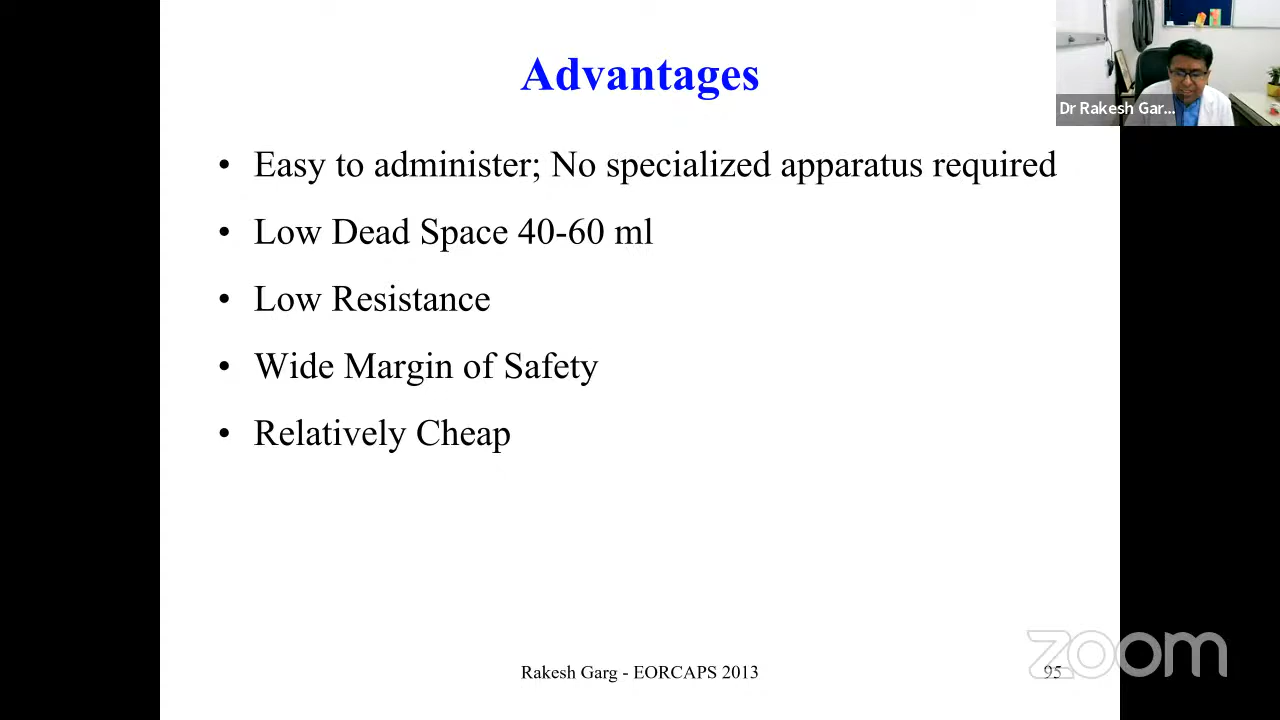 Advantages
Dr Rakesh Gar...
• Easy to administer; No specialized apparatus required
• Low Dead Space 40-60 ml
• Low Resistance
• Wide Margin of Safety
• Relatively Cheap
zoom
Rakesh Garg - EORCAPS 2013
95